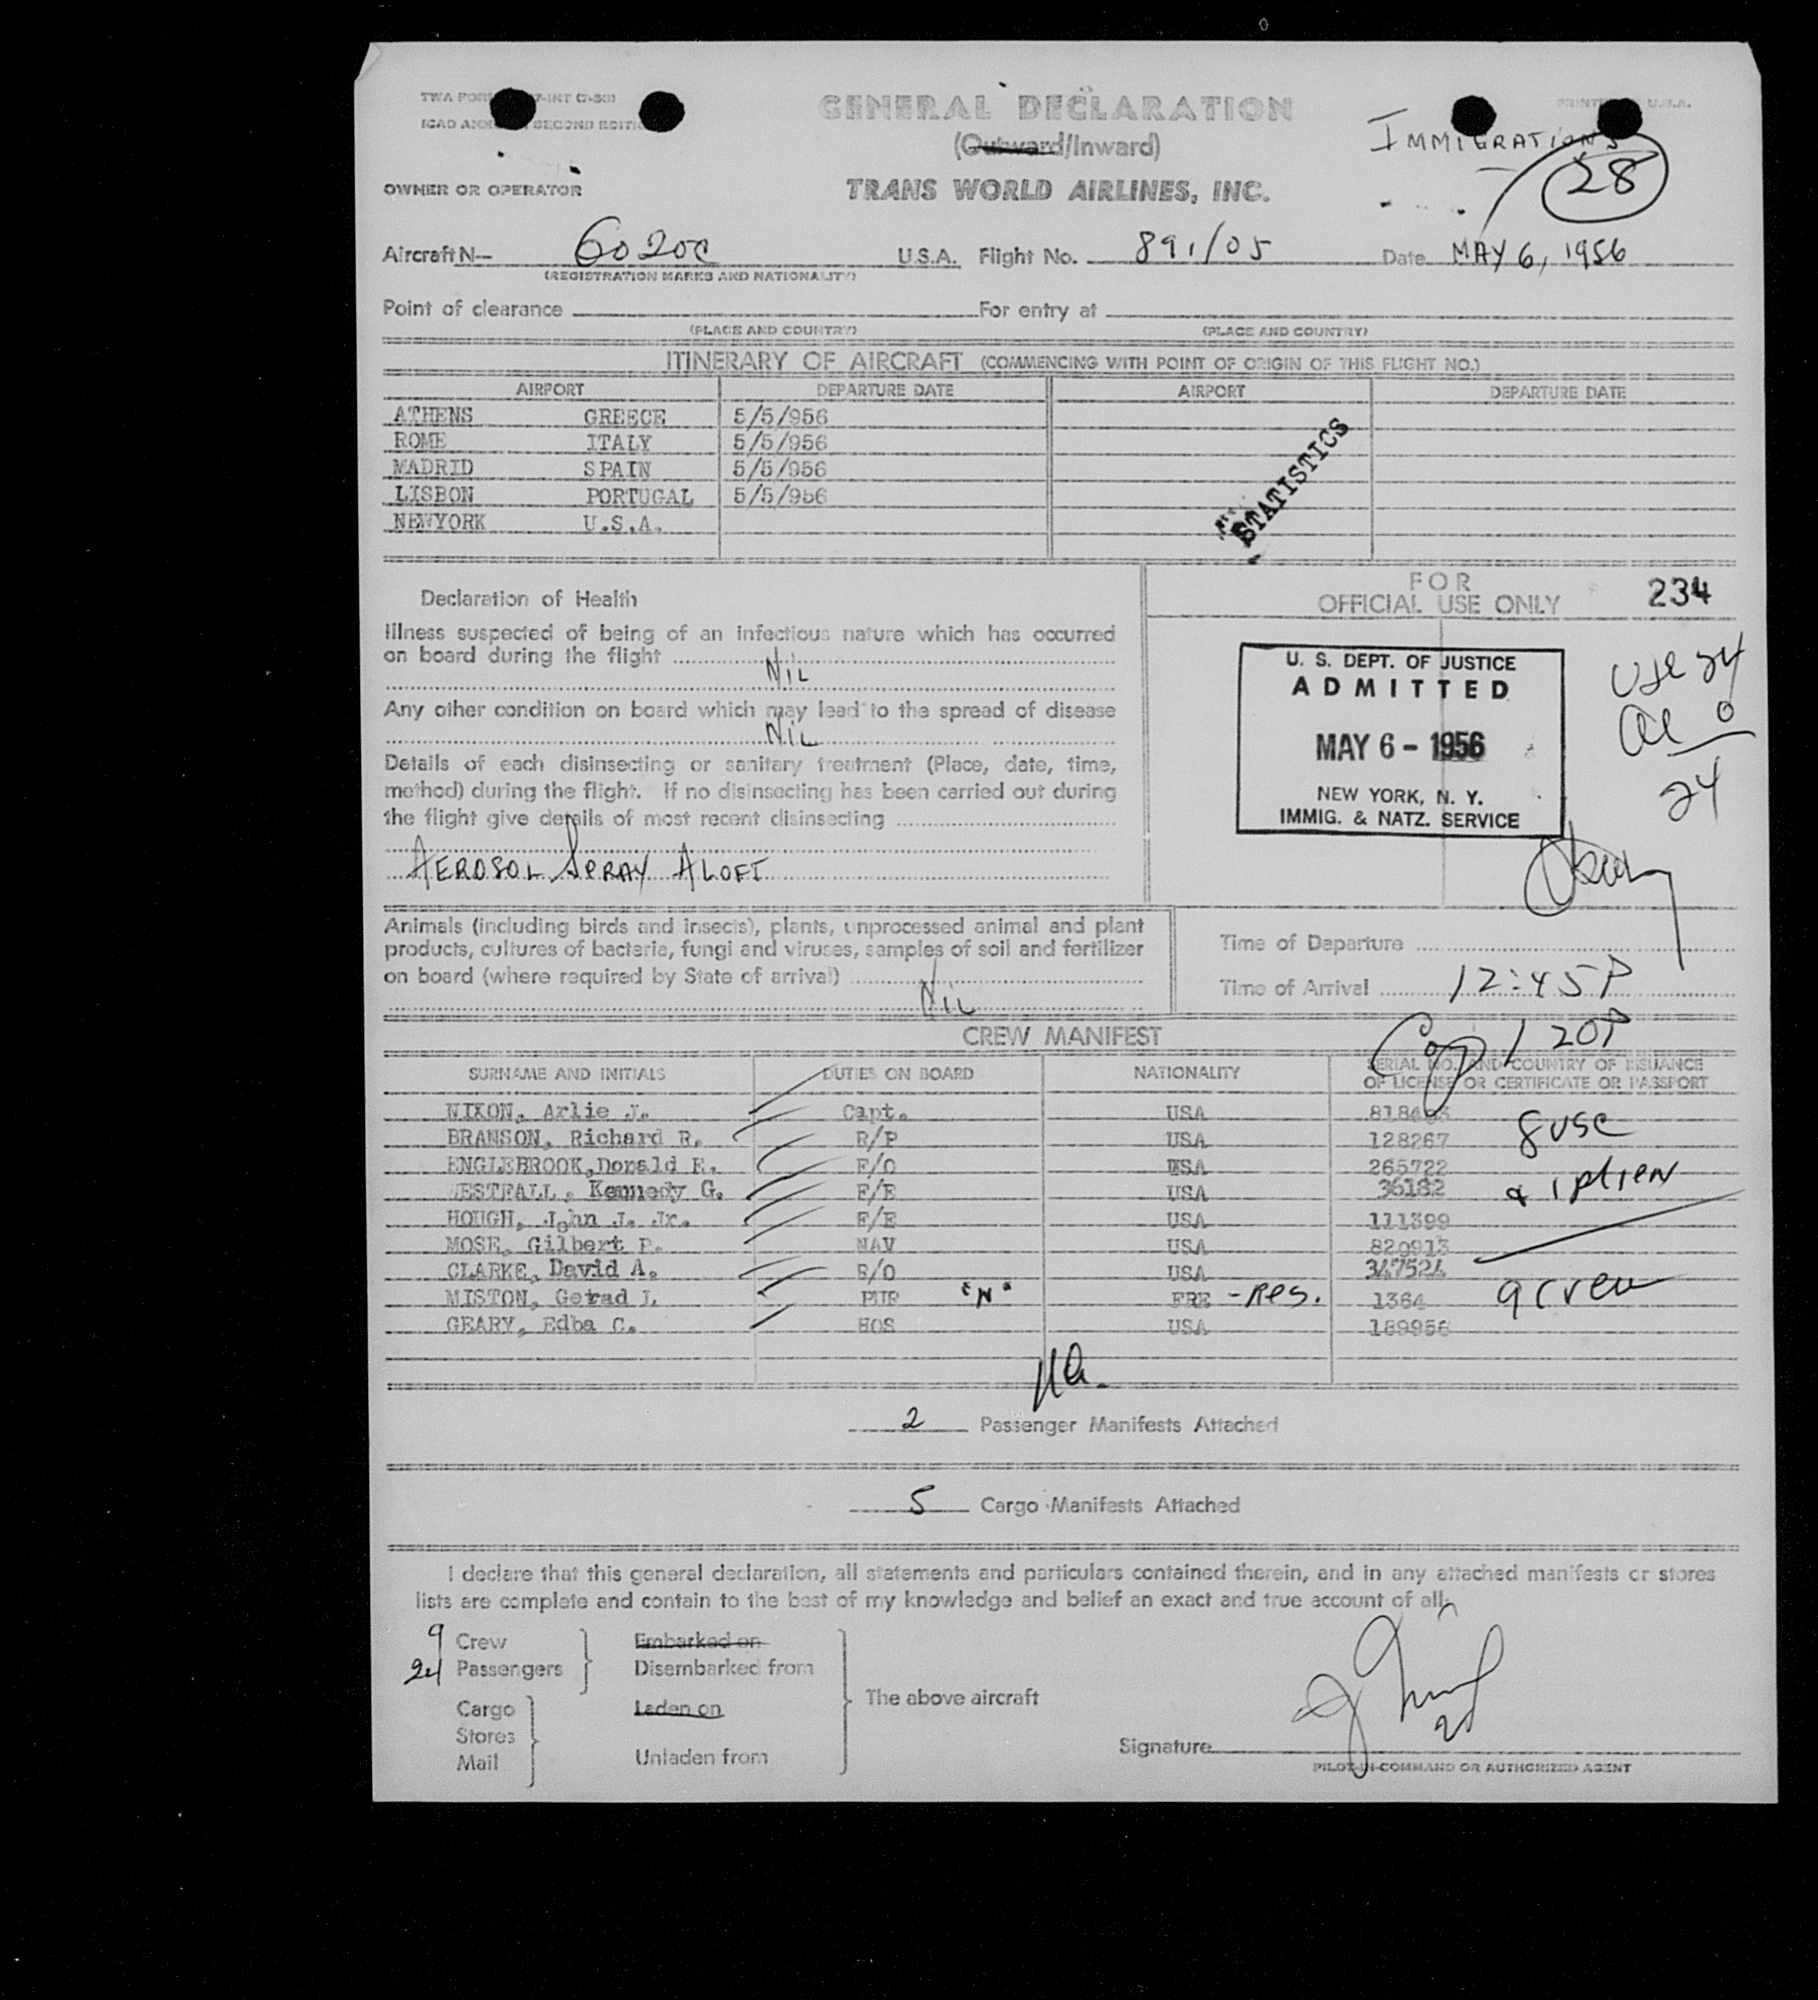 GENERAL DECLARATION
(Outward/Inward)
IMMIGRATIONS
28
OWNER OR OPERATOR
TRANS WORLD AIRLINES, INC.
Aircraft N— 6020C U.S.A. Flight No. 891/05 Date MAY 6, 1956
(REGISTRATION MARKS AND NATIONALITY)
Point of clearance For entry at
(PLACE AND COUNTRY) (PLACE AND COUNTRY)
ITINERARY OF AIRCRAFT (COMMENCING WITH POINT OF ORIGIN OF THIS FLIGHT NO.)
AIRPORT DEPARTURE DATE AIRPORT DEPARTURE DATE
ATHENS GREECE 5/5/956
ROME ITALY 5/5/956
MADRID SPAIN 5/5/956
LISBON PORTUGAL 5/5/956
NEWYORK U.S.A.
STATISTICS
Declaration of Health
Illness suspected of being of an infectious nature which has occurred
on board during the flight
Nil
Any other condition on board which may lead to the spread of disease
Nil
Details of each disinsecting or sanitary treatment (Place, date, time,
method) during the flight. If no disinsecting has been carried out during
the flight give details of most recent disinsecting
AEROSOL SPRAY ALOFT
FOR
OFFICIAL USE ONLY
234
U. S. DEPT. OF JUSTICE
ADMITTED
MAY 6 - 1956
NEW YORK, N. Y.
IMMIG. & NATZ. SERVICE
24
0
24
Animals (including birds and insects), plants, unprocessed animal and plant
products, cultures of bacteria, fungi and viruses, samples of soil and fertilizer
on board (where required by State of arrival)
Nil
Time of Departure
Time of Arrival 12:45P
120P
CREW MANIFEST
SURNAME AND INITIALS DUTIES ON BOARD NATIONALITY SERIAL NO. AND COUNTRY OF ISSUANCE
OF LICENSE OR CERTIFICATE OR PASSPORT
NIXON, Arlie J. Capt. USA
BRANSON, Richard R. R/P USA 128267
ENGLEBROOK, Donald E. F/O USA 265722
Kennedy G. F/E USA 36182
HOUGH, John J. Jr. F/E USA 111399
MOSE, Gilbert P. NAV USA 820913
CLARKE, David A. R/O USA 347524
MISTON, Gerad J. PUR "N" FRE - Res. 1364
GEARY, Edba C. HOS USA 189956
8 USC
& 1 alien
9 crew
2 Passenger Manifests Attached
5 Cargo Manifests Attached
I declare that this general declaration, all statements and particulars contained therein, and in any attached manifests or stores
lists are complete and contain to the best of my knowledge and belief an exact and true account of all.
9 Crew
24 Passengers
Embarked on
Disembarked from
Cargo
Stores
Mail
Laden on
Unladen from
The above aircraft
Signature
PILOT-IN-COMMAND OR AUTHORIZED AGENT